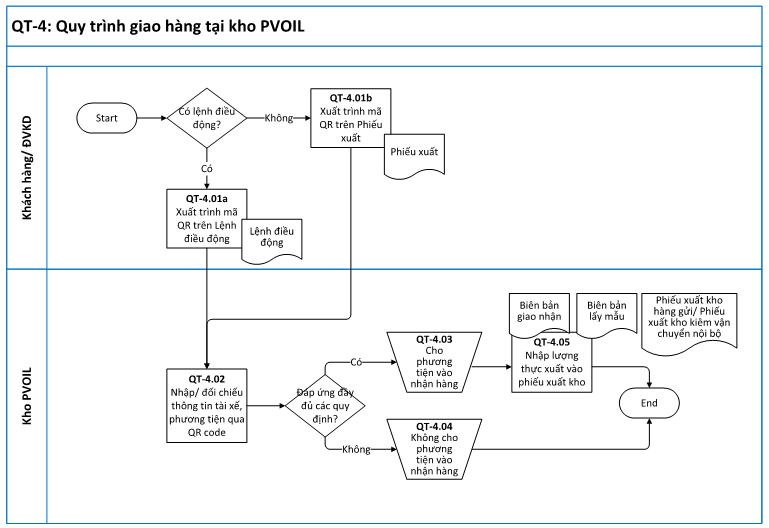 QT-4: Quy trình giao hàng tại kho PVOIL
Khách hàng/ ĐVKD
Start
Có lệnh điều
động?
Không
QT-4.01b
Xuất trình mã
QR trên Phiếu
xuất
Phiếu xuất
Có
QT-4.01a
Xuất trình mã
QR trên Lệnh
điều động
Lệnh điều
động
Kho PVOIL
QT-4.02
Nhập/ đối chiếu
thông tin tài xế,
phương tiện qua
QR code
Đáp ứng đầy
đủ các quy
định?
Có
QT-4.03
Cho
phương
tiện vào
nhận hàng
Biên bản
giao nhận
Biên bản
lấy mẫu
Phiếu xuất kho
hàng gửi/ Phiếu
xuất kho kiêm vận
chuyển nội bộ
QT-4.05
Nhập lượng
thực xuất vào
phiếu xuất kho
Không
QT-4.04
Không cho
phương
tiện vào
nhận hàng
End